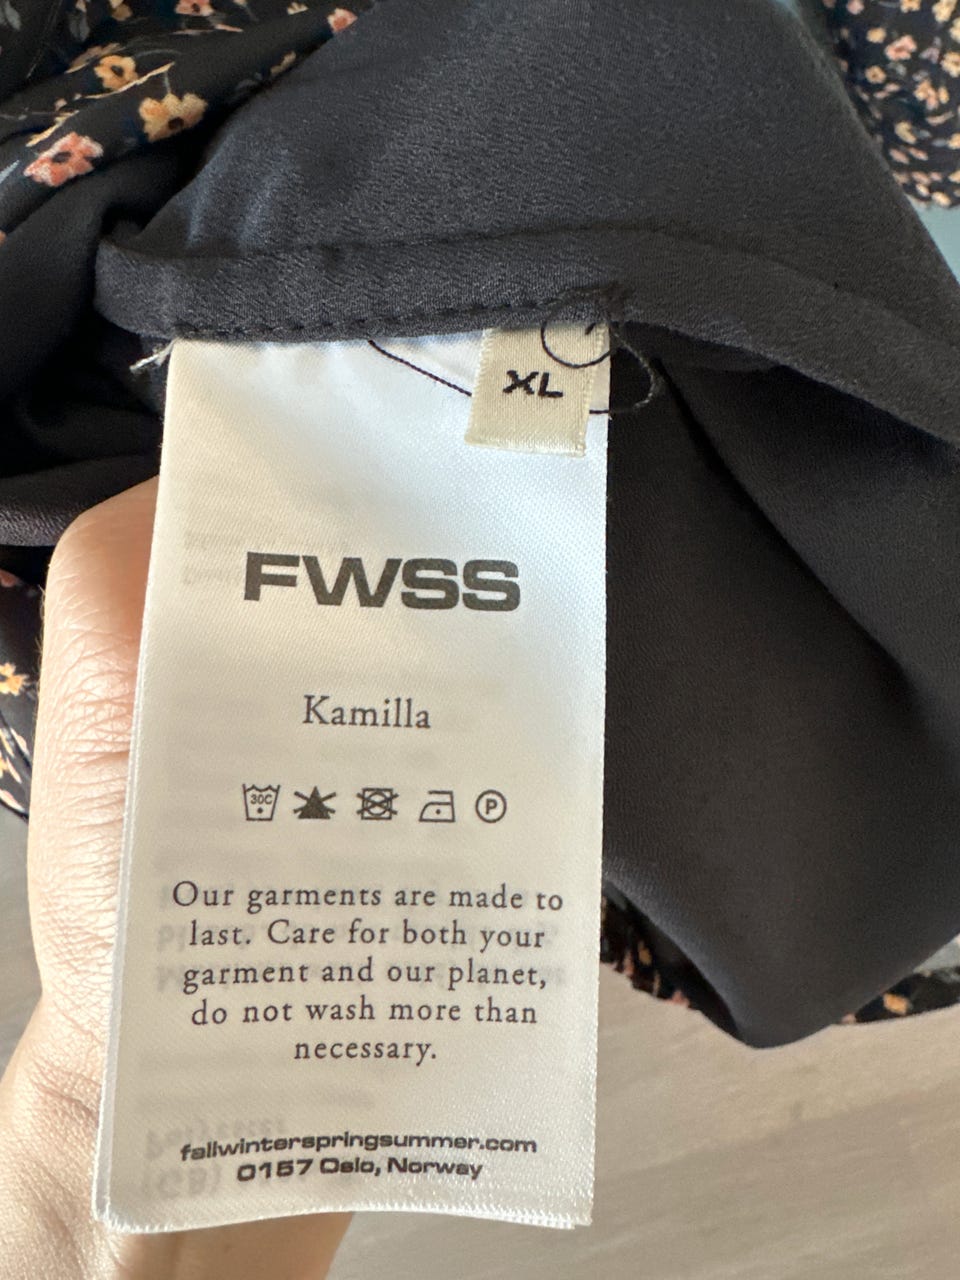 XL
FWSS
Kamilla
30C P
Our garments are made to
last. Care for both your
garment and our planet,
do not wash more than
necessary.
fallwinterspringsummer.com
0157 Oslo, Norway